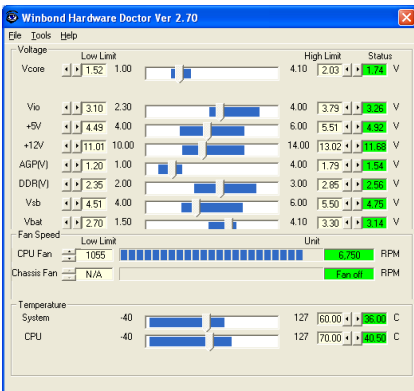 Winbond Hardware Doctor Ver 2.70
File Tools Help
Voltage
Low Limit High Limit Status
Vcore 1.52 1.00 4.10 2.03 1.74 V
Vio 3.10 2.30 4.00 3.79 3.26 V
+5V 4.49 4.00 6.00 5.51 4.92 V
+12V 11.01 10.00 14.00 13.02 11.68 V
AGP(V) 1.20 1.00 4.00 1.79 1.54 V
DDR(V) 2.35 2.00 3.00 2.85 2.56 V
Vsb 4.51 4.00 6.00 5.50 4.75 V
Vbat 2.70 1.50 4.10 3.30 3.14 V
Fan Speed
Low Limit Unit
CPU Fan 1055 6,750 RPM
Chassis Fan N/A Fan off RPM
Temperature
System -40 127 60.00 36.00 C
CPU -40 127 70.00 40.50 C